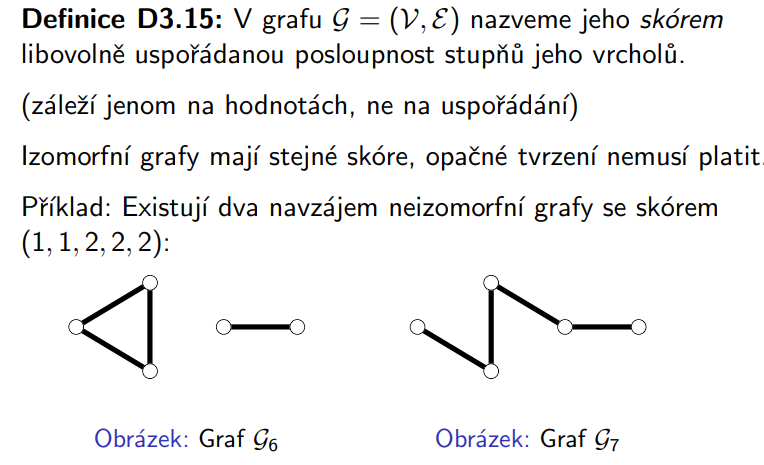 Definice D3.15: V grafu 𝒢 = (𝒱, ℰ) nazveme jeho skórem
libovolně uspořádanou posloupnost stupňů jeho vrcholů.
(záleží jenom na hodnotách, ne na uspořádání)
Izomorfní grafy mají stejné skóre, opačné tvrzení nemusí platit.
Příklad: Existují dva navzájem neizomorfní grafy se skórem
(1, 1, 2, 2, 2):
Obrázek: Graf 𝒢₆
Obrázek: Graf 𝒢₇